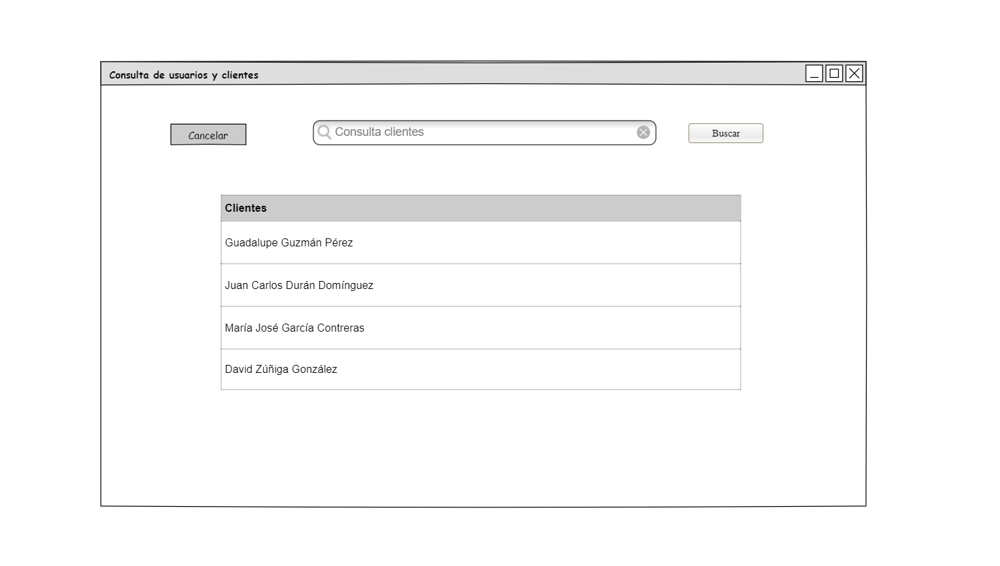 Consulta de usuarios y clientes
Cancelar
Consulta clientes
Buscar
Clientes
Guadalupe Guzmán Pérez
Juan Carlos Durán Domínguez
María José García Contreras
David Zúñiga González